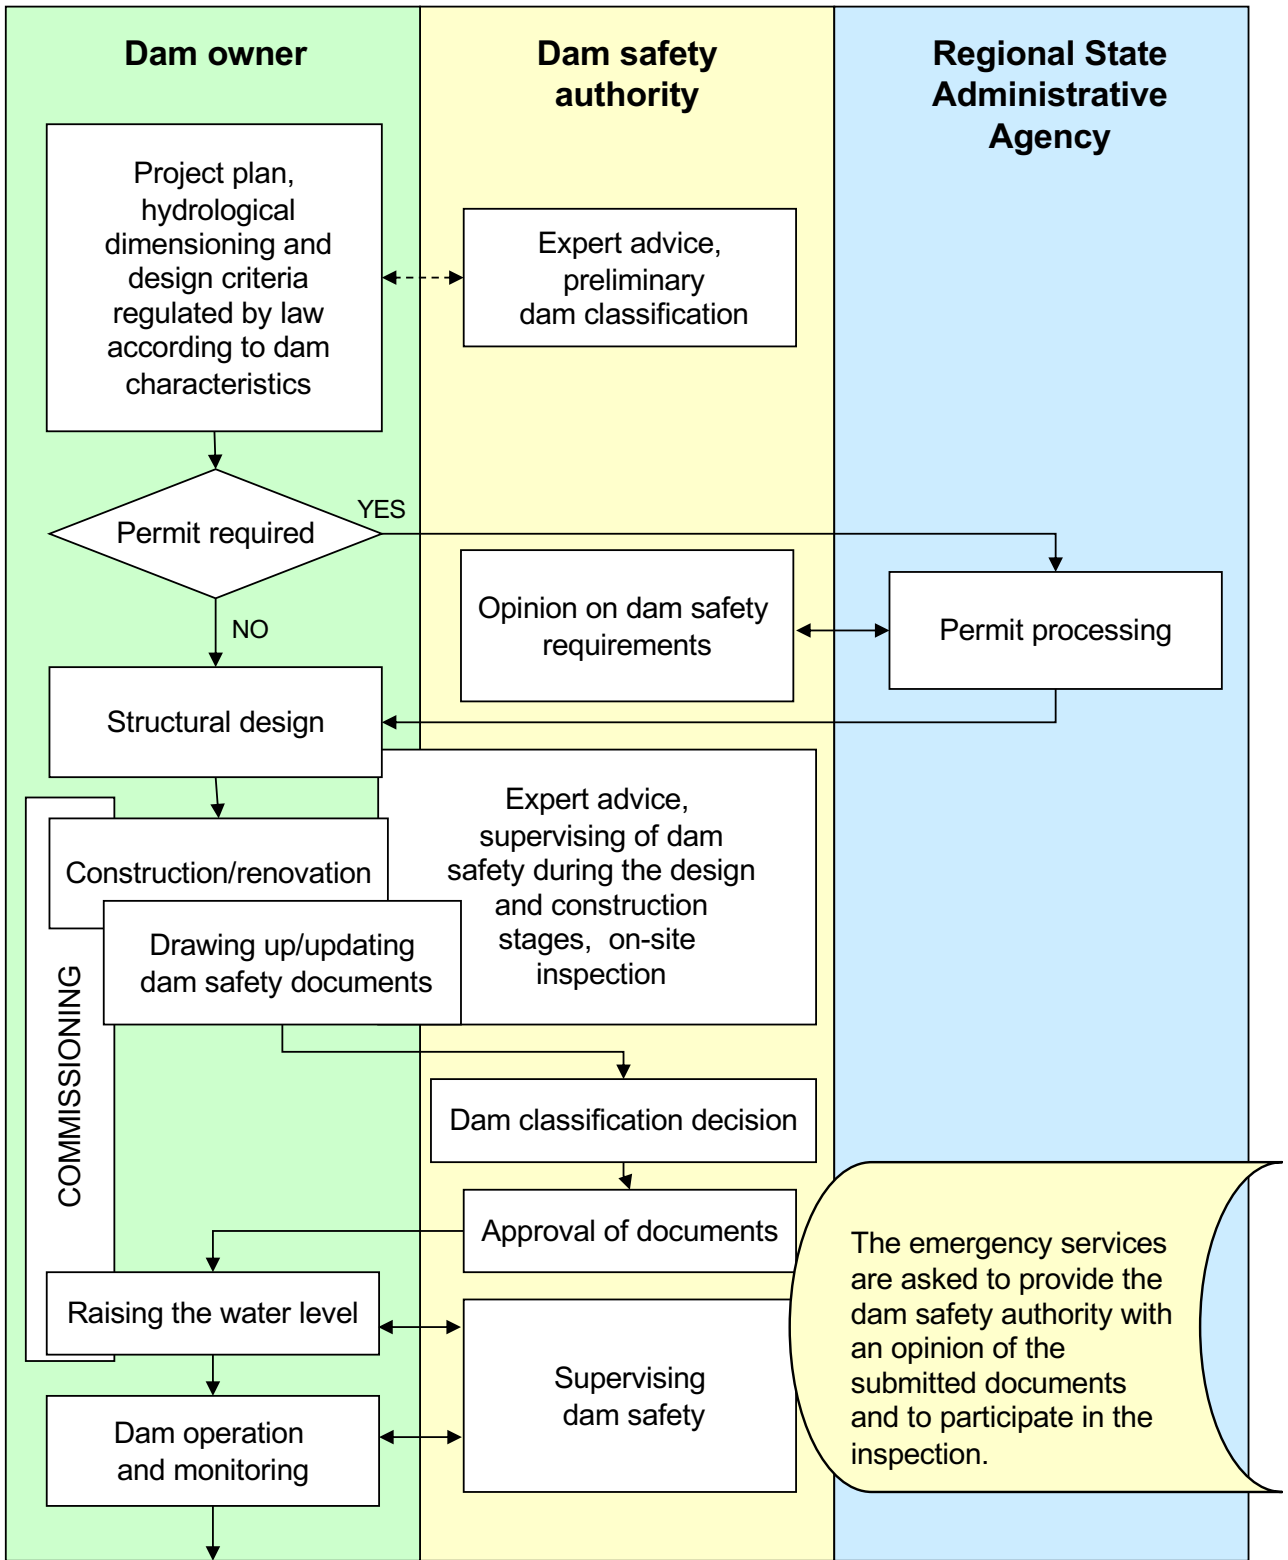 Dam owner
Dam safety
authority
Regional State
Administrative
Agency
Project plan,
hydrological
dimensioning and
design criteria
regulated by law
according to dam
characteristics
Expert advice,
preliminary
dam classification
Permit required
YES
NO
Opinion on dam safety
requirements
Permit processing
Structural design
Expert advice,
supervising of dam
safety during the design
and construction
stages, on-site
inspection
Construction/renovation
Drawing up/updating
dam safety documents
COMMISSIONING
Dam classification decision
Approval of documents
Raising the water level
Supervising
dam safety
Dam operation
and monitoring
The emergency services
are asked to provide the
dam safety authority with
an opinion of the
submitted documents
and to participate in the
inspection.